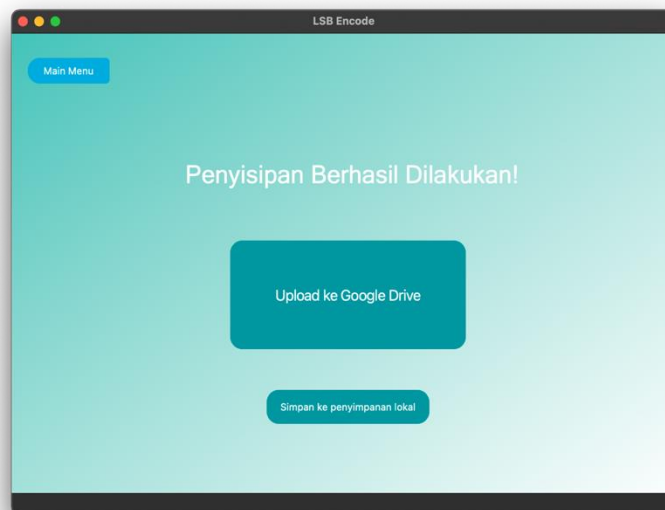 LSB Encode
Main Menu
Penyisipan Berhasil Dilakukan!
Upload ke Google Drive
Simpan ke penyimpanan lokal